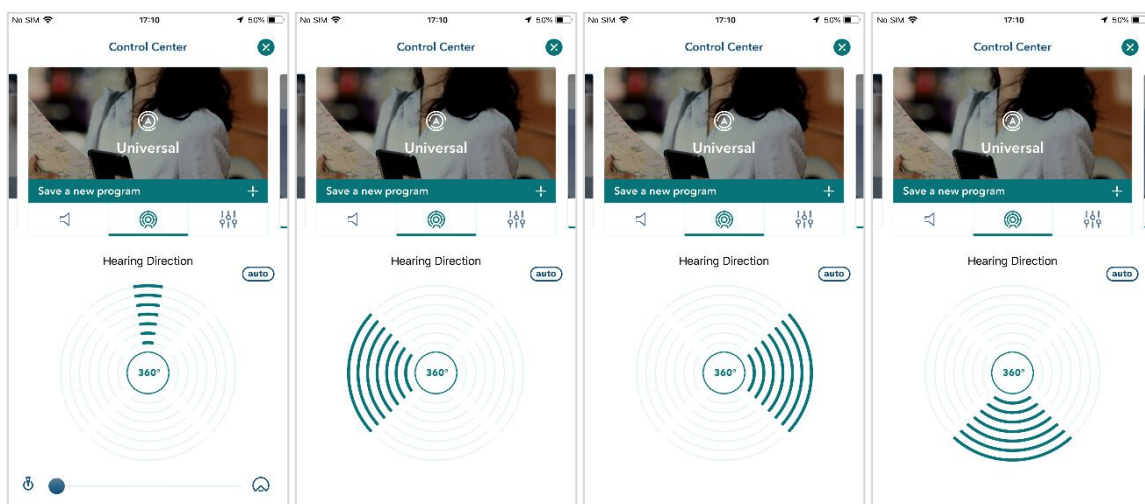 No SIM 17:10 50%
Control Center
A
Universal
Save a new program
Hearing Direction
auto
360°
No SIM 17:10 50%
Control Center
A
Universal
Save a new program
Hearing Direction
auto
360°
No SIM 17:10 50%
Control Center
A
Universal
Save a new program
Hearing Direction
auto
360°
No SIM 17:10 50%
Control Center
A
Universal
Save a new program
Hearing Direction
auto
360°